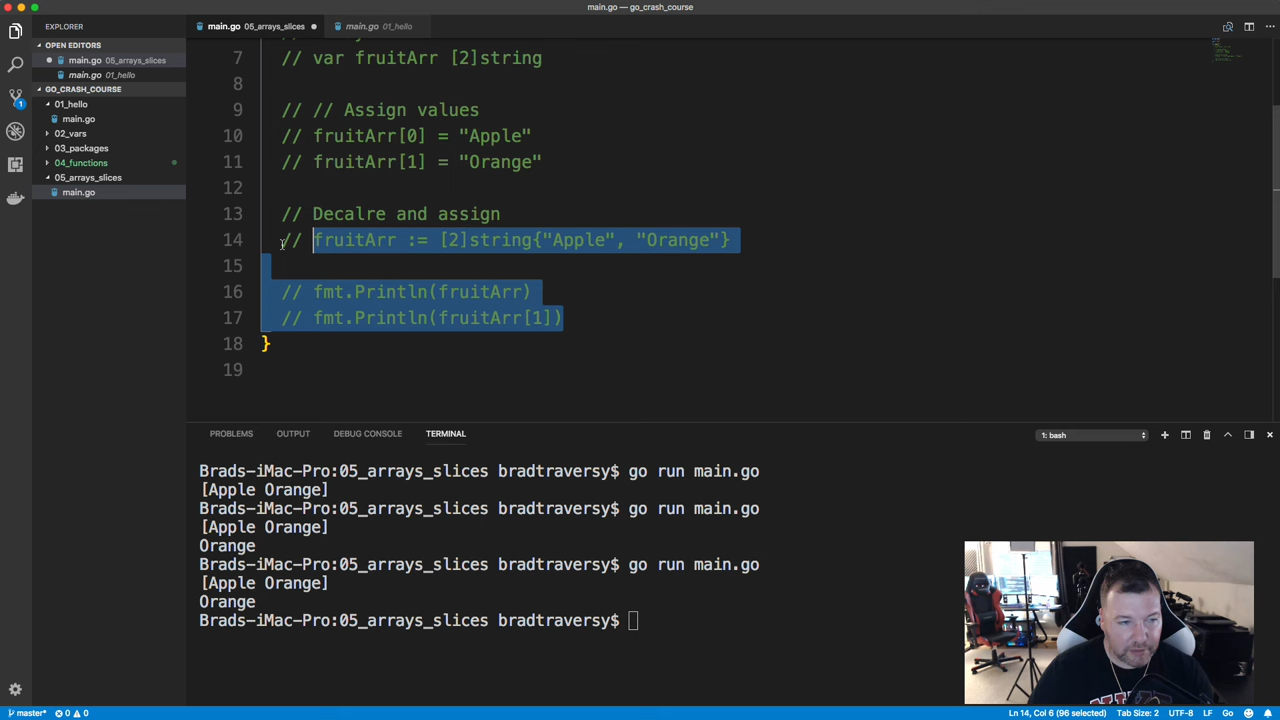 main.go — go_crash_course
EXPLORER
main.go 05_arrays_slices
main.go 01_hello
OPEN EDITORS
main.go 05_arrays_slices
main.go 01_hello
GO_CRASH_COURSE
01_hello
main.go
02_vars
03_packages
04_functions
05_arrays_slices
main.go
1
7 // var fruitArr [2]string
8
9 // // Assign values
10 // fruitArr[0] = "Apple"
11 // fruitArr[1] = "Orange"
12
13 // Decalre and assign
14 // fruitArr := [2]string{"Apple", "Orange"}
15
16 // fmt.Println(fruitArr)
17 // fmt.Println(fruitArr[1])
18 }
19
PROBLEMS OUTPUT DEBUG CONSOLE TERMINAL 1: bash
Brads-iMac-Pro:05_arrays_slices bradtraversy$ go run main.go
[Apple Orange]
Brads-iMac-Pro:05_arrays_slices bradtraversy$ go run main.go
[Apple Orange]
Orange
Brads-iMac-Pro:05_arrays_slices bradtraversy$ go run main.go
[Apple Orange]
Orange
Brads-iMac-Pro:05_arrays_slices bradtraversy$
master* 0 0 Ln 14, Col 6 (96 selected) Tab Size: 2 UTF-8 LF Go